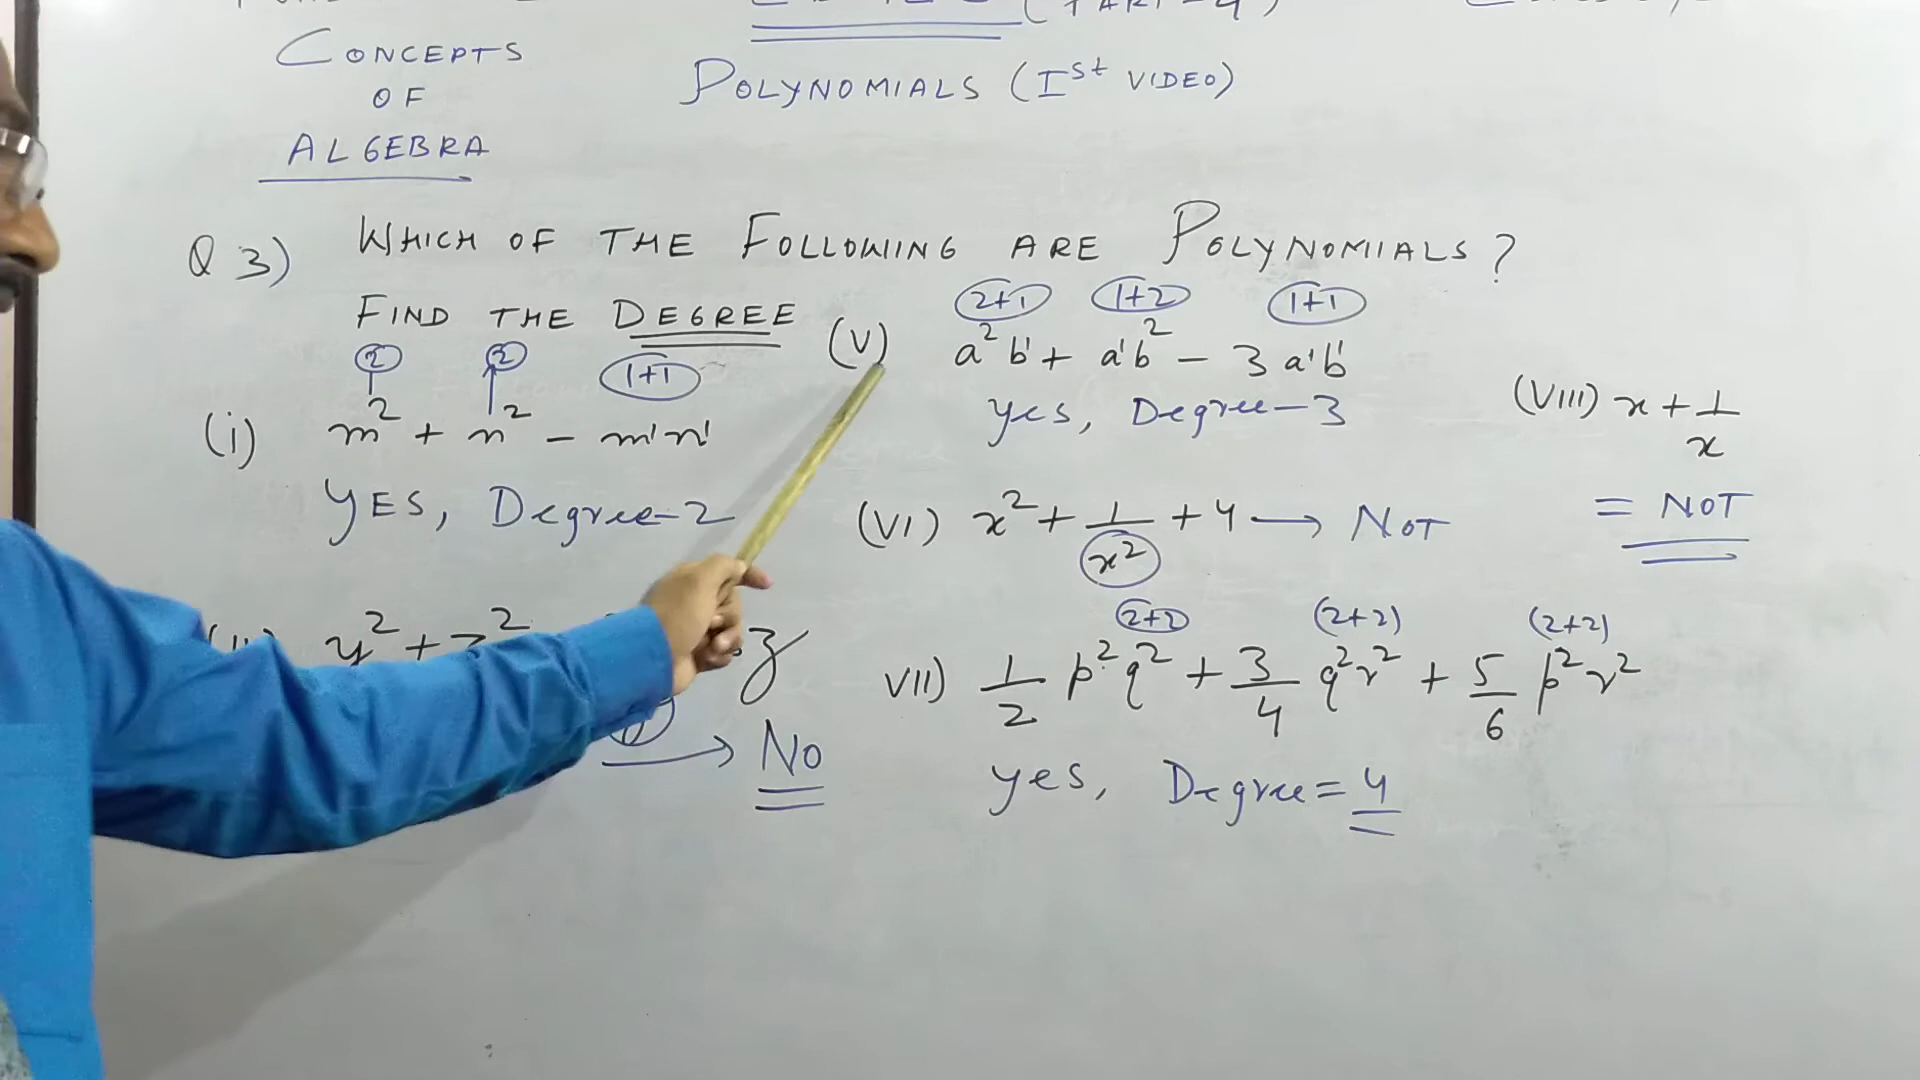 CONCEPTS
OF
ALGEBRA
POLYNOMIALS (Ist VIDEO)
Q 3) WHICH OF THE FOLLOWING ARE POLYNOMIALS?
FIND THE DEGREE
2 2 1+1
(i) m² + n² - m¹n¹
YES, Degree-2
y² + z²
z
→ No
2+1 1+2 1+1
(V) a²b¹ + a¹b² - 3a¹b¹
yes, Degree-3
(VI) x² + 1/x² + 4 → NOT
2+2 (2+2) (2+2)
VII) 1/2 p²q² + 3/4 q²r² + 5/6 p²r²
yes, Degree = 4
(VIII) x + 1/x
= NOT